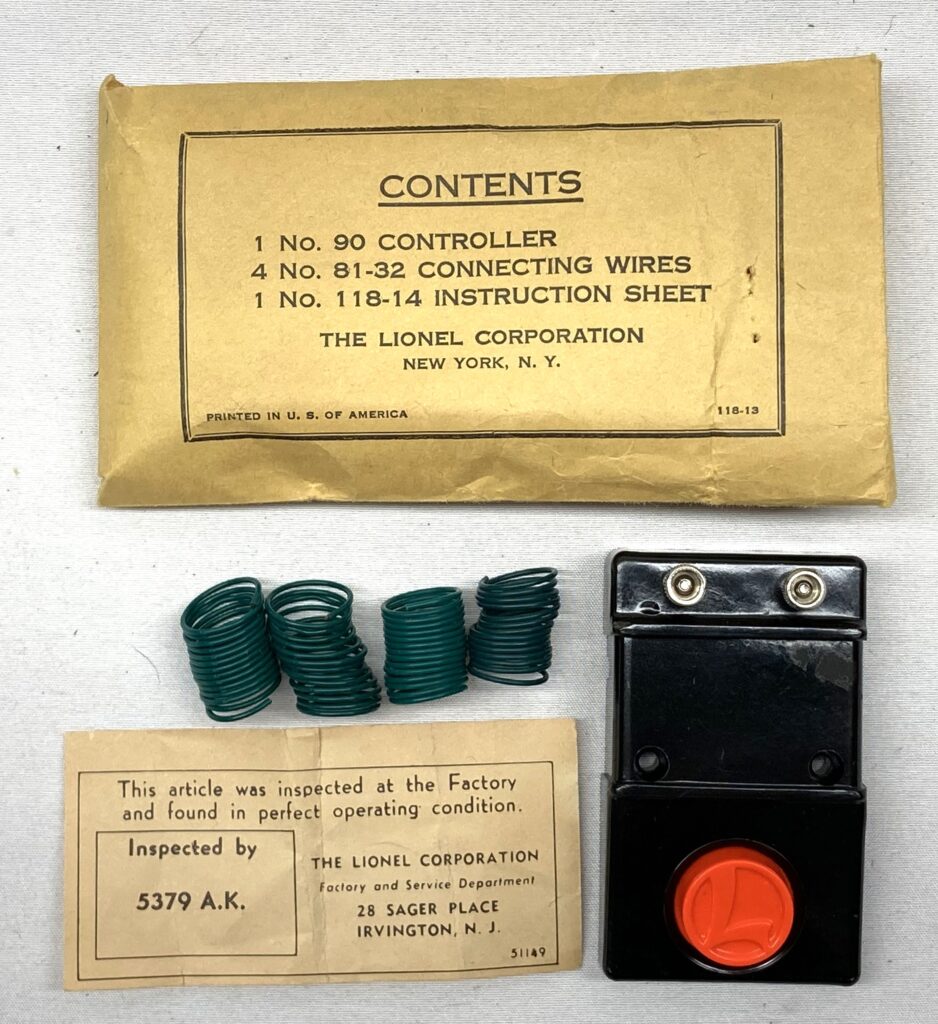 CONTENTS
1 No. 90 CONTROLLER
4 No. 81-32 CONNECTING WIRES
1 No. 118-14 INSTRUCTION SHEET
THE LIONEL CORPORATION
NEW YORK, N. Y.
PRINTED IN U. S. OF AMERICA 118-13
This article was inspected at the Factory
and found in perfect operating condition.
Inspected by
5379 A.K.
THE LIONEL CORPORATION
Factory and Service Department
28 SAGER PLACE
IRVINGTON, N. J.
51149
L